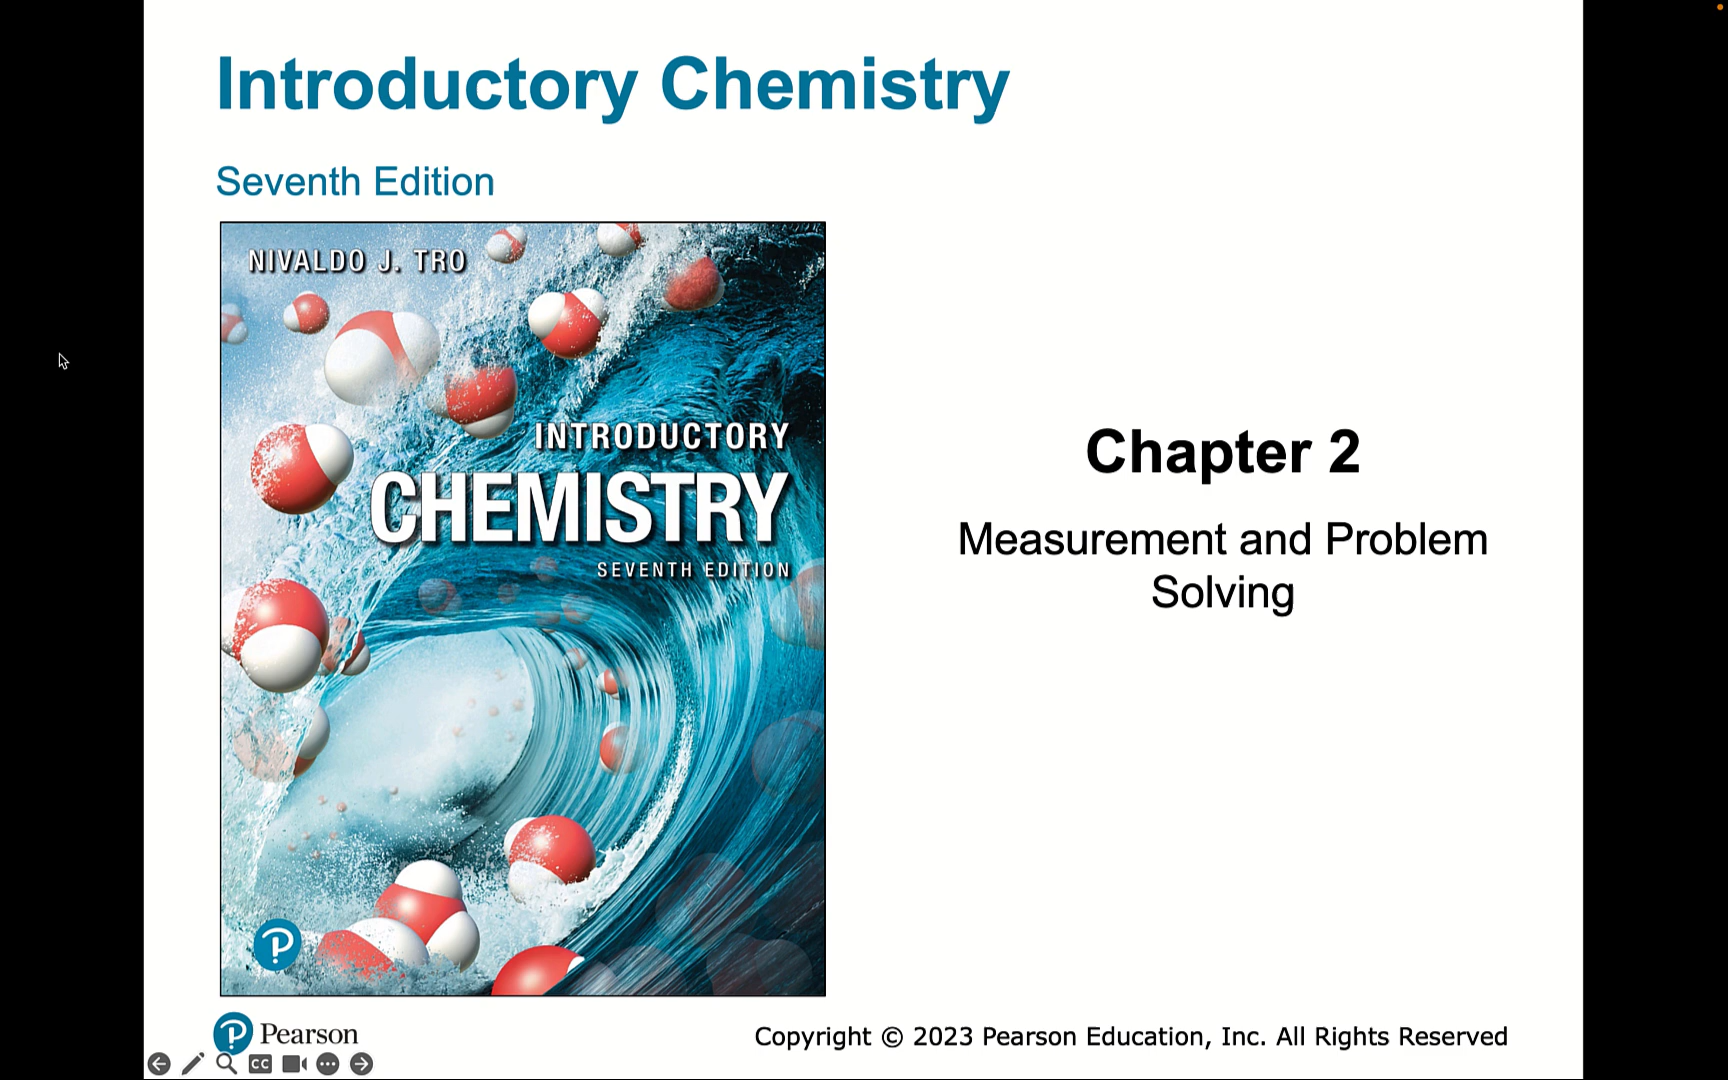 Introductory Chemistry
Seventh Edition
NIVALDO J. TRO
INTRODUCTORY
CHEMISTRY
SEVENTH EDITION
Chapter 2
Measurement and Problem
Solving
Pearson
Copyright © 2023 Pearson Education, Inc. All Rights Reserved
CC